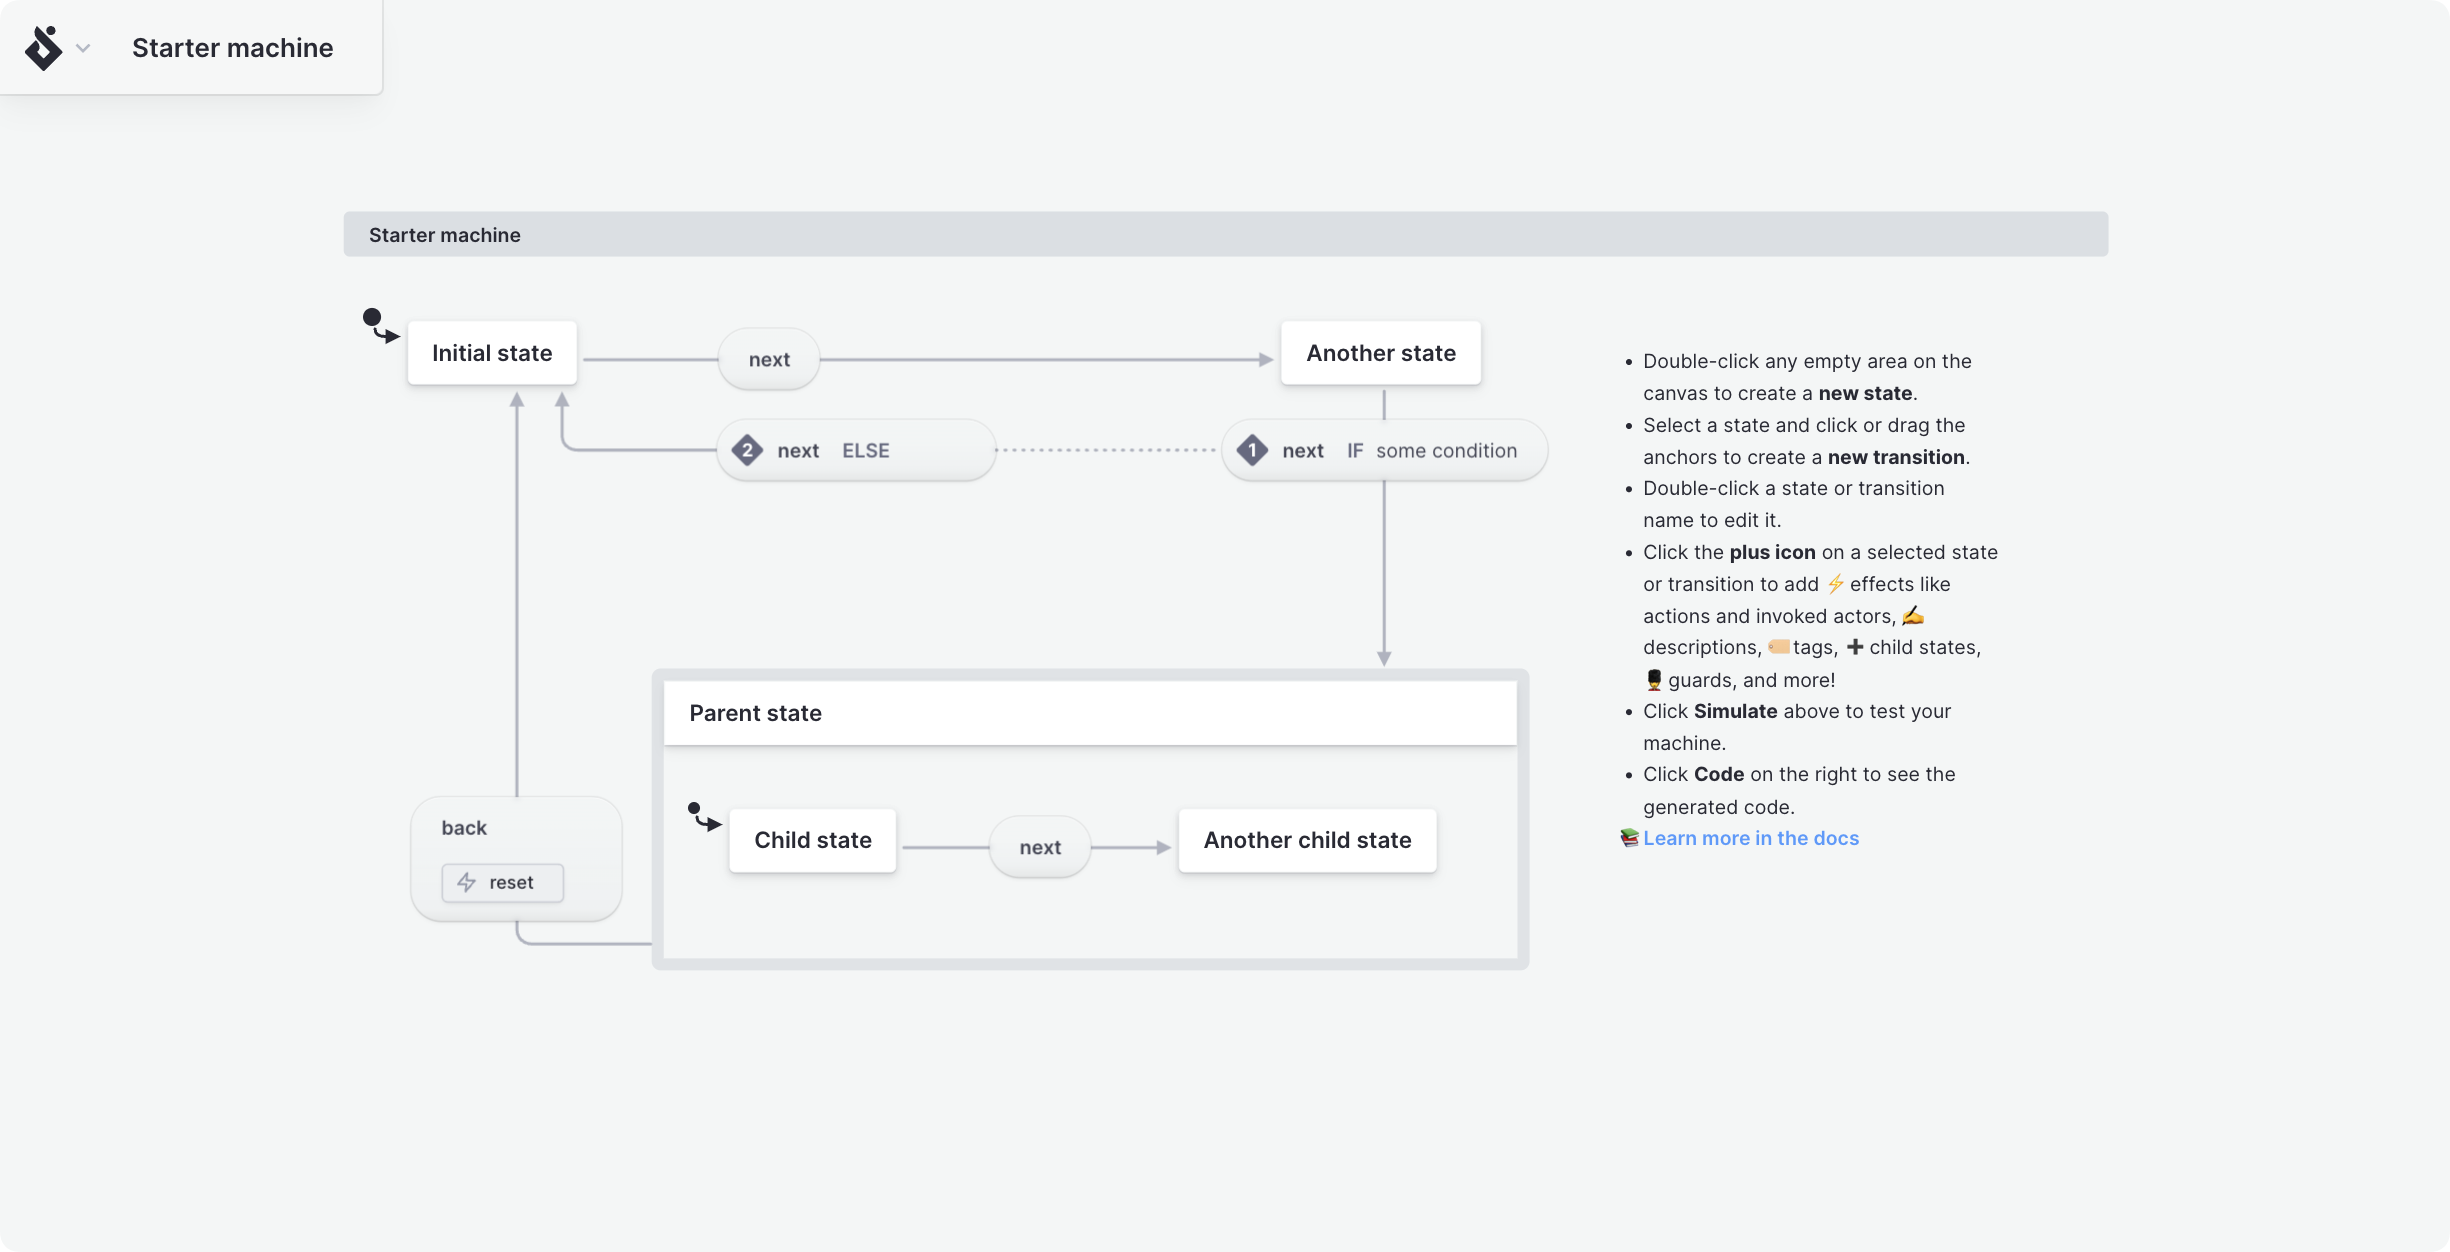 Starter machine
Starter machine
Initial state
next
Another state
2 next ELSE
1 next IF some condition
Parent state
Child state
next
Another child state
back
reset
• Double-click any empty area on the
canvas to create a new state.
• Select a state and click or drag the
anchors to create a new transition.
• Double-click a state or transition
name to edit it.
• Click the plus icon on a selected state
or transition to add ⚡ effects like
actions and invoked actors, ✍️
descriptions, 🏷️ tags, ➕ child states,
💂 guards, and more!
• Click Simulate above to test your
machine.
• Click Code on the right to see the
generated code.
📚 Learn more in the docs